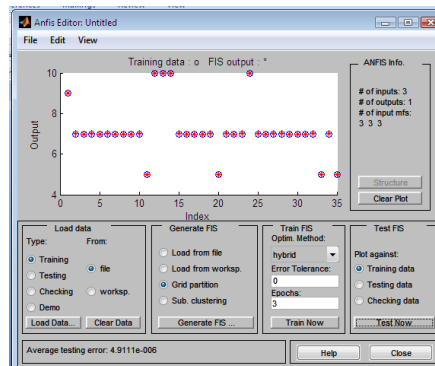 Anfis Editor: Untitled
File Edit View
Training data : o FIS output : *
10
8
6
4
Output
0 5 10 15 20 25 30 35
Index
ANFIS Info.
# of inputs: 3
# of outputs: 1
# of input mfs:
3 3 3
Structure
Clear Plot
Load data
Type: From:
Training
Testing
Checking
Demo
file
worksp.
Load Data... Clear Data
Generate FIS
Load from file
Load from worksp.
Grid partition
Sub. clustering
Generate FIS ...
Train FIS
Optim. Method:
hybrid
Error Tolerance:
0
Epochs:
3
Train Now
Test FIS
Plot against:
Training data
Testing data
Checking data
Test Now
Average testing error: 4.9111e-006
Help Close